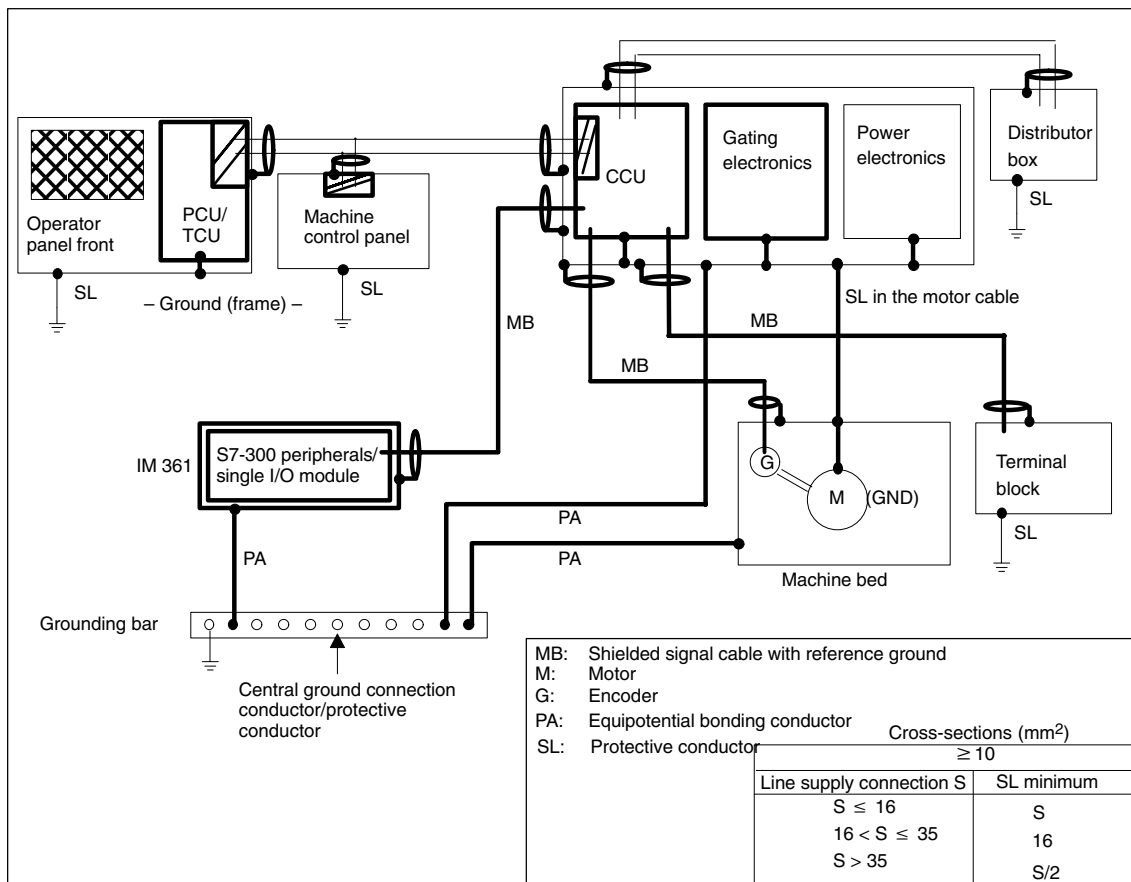 Operator
panel front
PCU/
TCU
Machine
control panel
CCU
Gating
electronics
Power
electronics
Distributor
box
SL
SL
SL
– Ground (frame) –
MB
SL in the motor cable
MB
MB
IM 361
S7-300 peripherals/
single I/O module
G
M
(GND)
Terminal
block
SL
PA
PA
PA
Machine bed
Grounding bar
Central ground connection
conductor/protective
conductor
MB: Shielded signal cable with reference ground
M: Motor
G: Encoder
PA: Equipotential bonding conductor
SL: Protective conductor
Cross-sections (mm²)
≥ 10
Line supply connection S SL minimum
S ≤ 16 S
16 < S ≤ 35 16
S > 35 S/2